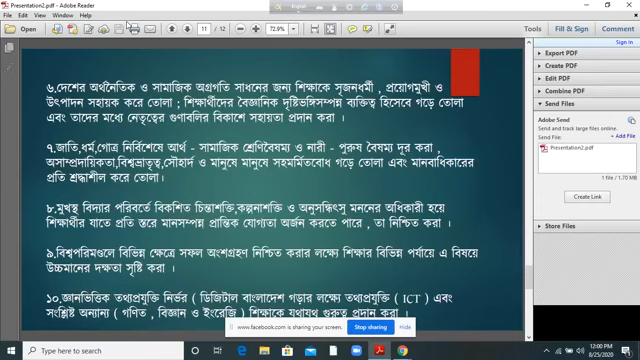 Presentation2.pdf - Adobe Reader
File Edit View Window Help
Open 11 / 12 72.9% Tools Fill & Sign Comment
Sign In
Export PDF
Create PDF
Edit PDF
Combine PDF
Send Files
Adobe Send
Send and track large files.
+ Add File
Presentation2.pdf
1 file / 1.70 MB
Create Link
Store Files
৬.দেশের অর্থনৈতিক ও সামাজিক অগ্রগতি সাধনের জন্য শিক্ষাকে সৃজনধর্মী , প্রয়োগমুখী ও
উৎপাদন সহায়ক করে তোলা ; শিক্ষার্থীদের বৈজ্ঞানিক দৃষ্টিভঙ্গিসম্পন্ন ব্যক্তিত্ব হিসেবে গড়ে তোলা
এবং তাদের মধ্যে নেতৃত্বের গুণাবলির বিকাশে সহায়তা প্রদান করা ।
৭.জাতি,ধর্ম,গোত্র নির্বিশেষে আর্থ - সামাজিক শ্রেণিবৈষম্য ও নারী - পুরুষ বৈষম্য দূর করা ,
অসাম্প্রদায়িকতা,বিশ্বভ্রাতৃত্ব,সৌহার্দ ও মানুষে মানুষে সহমর্মিতবোধ গড়ে তোলা এবং মানবাধিকারের
প্রতি শ্রদ্ধাশীল করে তোলা।
৮.মুখস্থ বিদ্যার পরিবর্তে বিকশিত চিন্তাশক্তি,কল্পনাশক্তি ও অনুসন্ধিৎসু মননের অধিকারী হয়ে
শিক্ষার্থীর যাতে প্রতি স্তরে মানসম্পন্ন প্রান্তিক যোগ্যতা অর্জন করতে পারে , তা নিশ্চিত করা ।
৯.বিশ্বপরিমণ্ডলে বিভিন্ন ক্ষেত্রে সফল অংশগ্রহণ নিশ্চিত করার লক্ষ্যে শিক্ষার বিভিন্ন পর্যায়ে এ বিষয়ে
উচ্চমানের দক্ষতা সৃষ্টি করা ।
১০.জ্ঞানভিত্তিক তথ্যপ্রযুক্তি নির্ভর ( ডিজিটাল বাংলাদেশ গড়ার লক্ষ্যে তথ্যপ্রযুক্তি ( ICT ) এবং
সংশ্লিষ্ট অন্যান্য ( গণিত , বিজ্ঞান ও ইংরেজি ) শিক্ষাকে যথাযথ গুরুত্ব প্রদান করা ।
www.facebook.com is sharing your screen. Stop sharing Hide
Type here to search
12:00 PM
8/25/2020